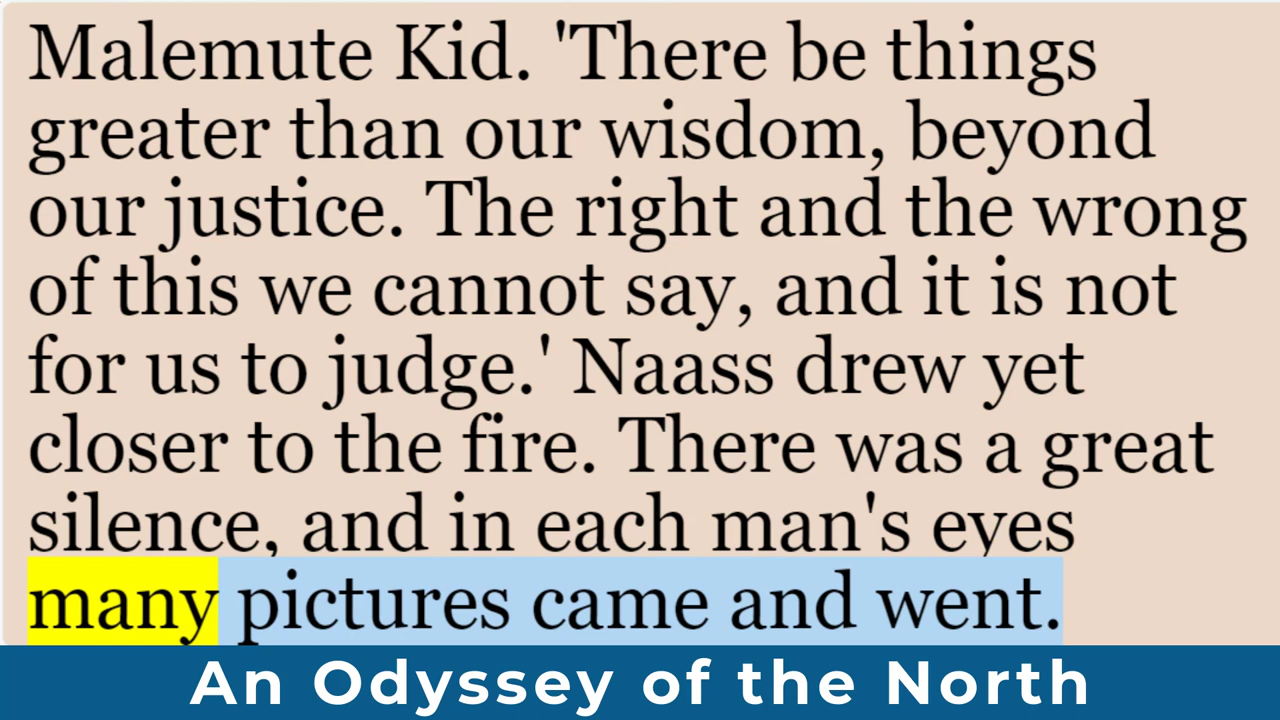 Malemute Kid. 'There be things
greater than our wisdom, beyond
our justice. The right and the wrong
of this we cannot say, and it is not
for us to judge.' Naass drew yet
closer to the fire. There was a great
silence, and in each man's eyes
many pictures came and went.
An Odyssey of the North